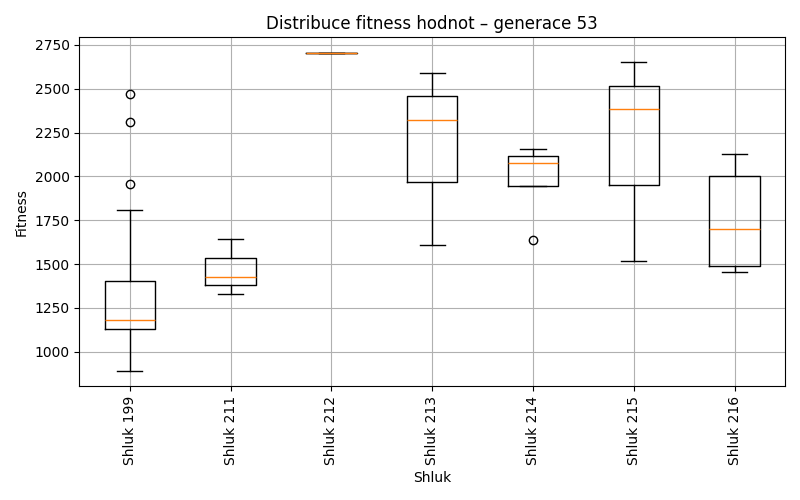 Distribuce fitness hodnot – generace 53
Fitness
2750
2500
2250
2000
1750
1500
1250
1000
Shluk 199
Shluk 211
Shluk 212
Shluk 213
Shluk 214
Shluk 215
Shluk 216
Shluk